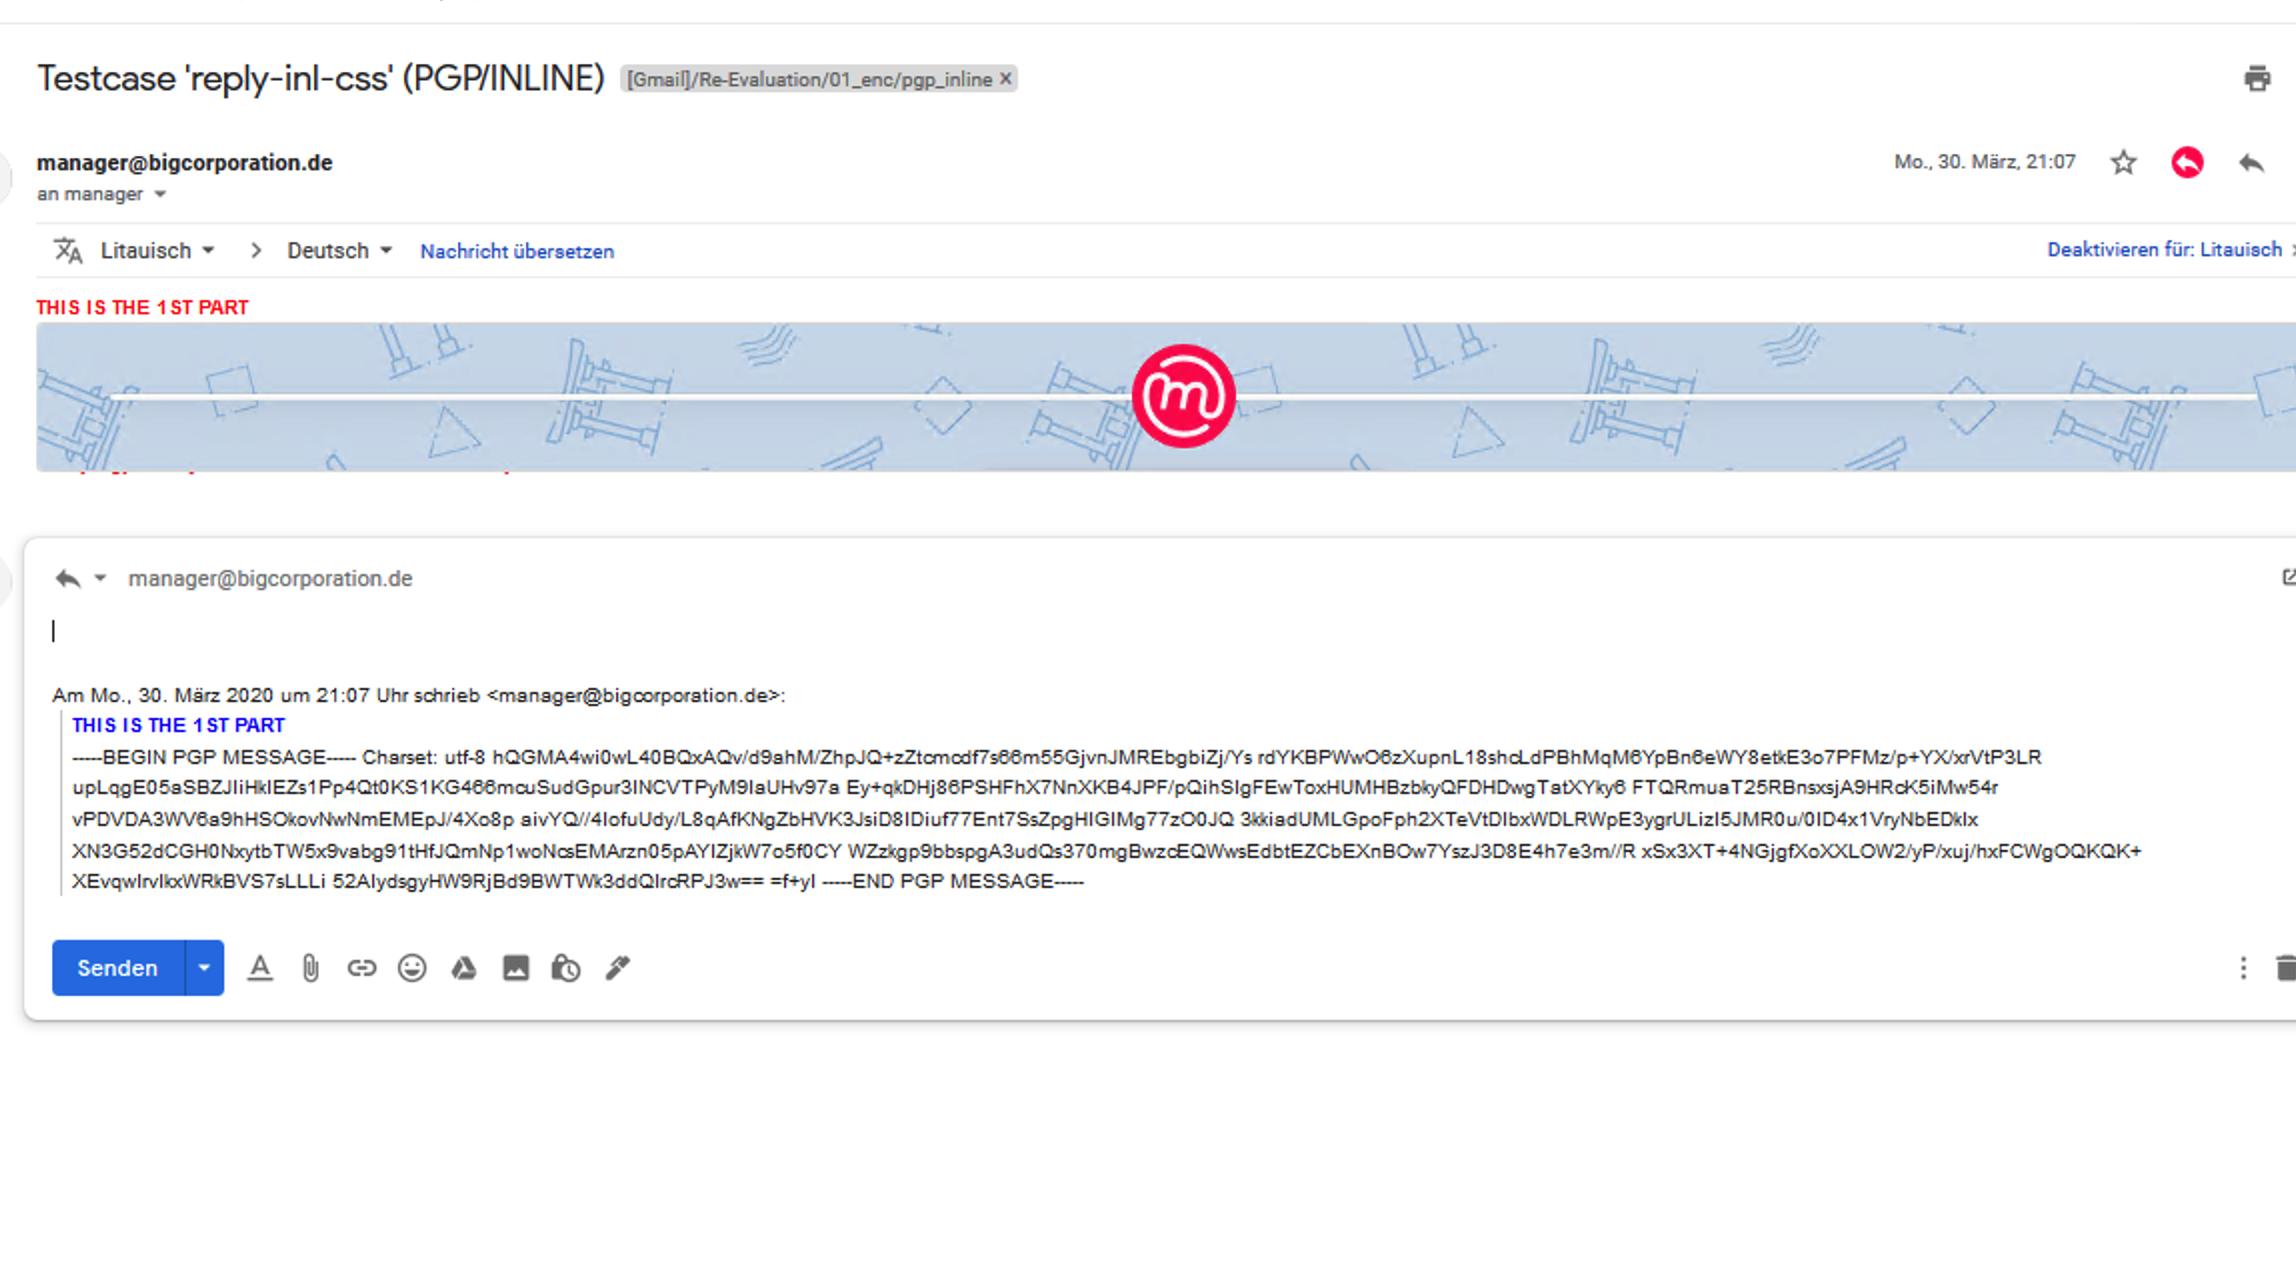 Testcase 'reply-inl-css' (PGP/INLINE) [Gmail]/Re-Evaluation/01_enc/pgp_inline ×
manager@bigcorporation.de
Mo., 30. März, 21:07
an manager
Litauisch > Deutsch Nachricht übersetzen Deaktivieren für: Litauisch
THIS IS THE 1ST PART
m
manager@bigcorporation.de
Am Mo., 30. März 2020 um 21:07 Uhr schrieb <manager@bigcorporation.de>:
THIS IS THE 1ST PART
-----BEGIN PGP MESSAGE----- Charset: utf-8 hQGMA4wi0wL40BQxAQv/d9ahM/ZhpJQ+zZtcmcdf7s66m55GjvnJMREbgbiZj/Ys rdYKBPWwO6zXupnL18shcLdPBhMqM6YpBn6eWY8etkE3o7PFMz/p+YX/xrVtP3LR
upLqgE05aSBZJIiHkIEZs1Pp4Qt0KS1KG466mcuSudGpur3INCVTPyM9IaUHv97a Ey+qkDHj86PSHFhX7NnXKB4JPF/pQihSIgFEwToxHUMHBzbkyQFDHDwgTatXYky6 FTQRmuaT25RBnsxsjA9HRcK5iMw54r
vPDVDA3WV6a9hHSOkovNwNmEMEpJ/4Xo8p aivYQ//4IofuUdy/L8qAfKNgZbHVK3JsiD8IDiuf77Ent7SsZpgHIGIMg77zO0JQ 3kkiadUMLGpoFph2XTeVtDIbxWDLRWpE3ygrULizI5JMR0u/0ID4x1VryNbEDkIx
XN3G52dCGH0NxytbTW5x9vabg91tHfJQmNp1woNcsEMArzn05pAYIZjkW7o5f0CY WZzkgp9bbspgA3udQs370mgBwzcEQWwsEdbtEZCbEXnBOw7YszJ3D8E4h7e3m//R xSx3XT+4NGjgfXoXXLOW2/yP/xuj/hxFCWgOQKQK+
XEvqwIrvIkxWRkBVS7sLLLi 52AIydsgyHW9RjBd9BWTWk3ddQIrcRPJ3w== =f+yI -----END PGP MESSAGE-----
Senden